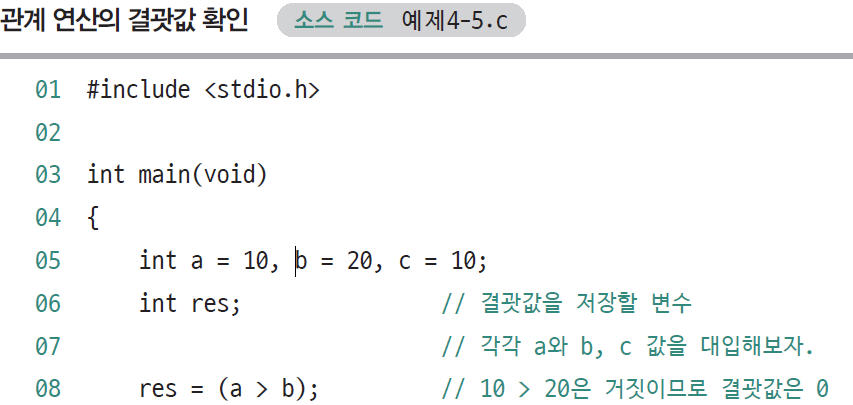 관계 연산의 결괏값 확인 소스 코드 예제4-5.c
01 #include <stdio.h>
02
03 int main(void)
04 {
05 int a = 10, b = 20, c = 10;
06 int res; // 결괏값을 저장할 변수
07 // 각각 a와 b, c 값을 대입해보자.
08 res = (a > b); // 10 > 20은 거짓이므로 결괏값은 0